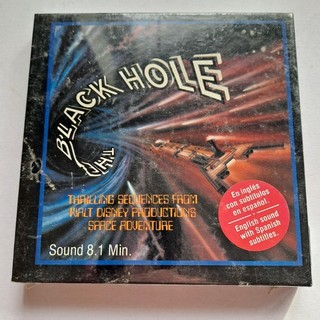 THE
BLACK HOLE
THRILLING SEQUENCES FROM
WALT DISNEY PRODUCTIONS
SPACE ADVENTURE
En inglés
con subtitulos
en español.
English sound
with Spanish
subtitles.
Sound 8.1 Min.